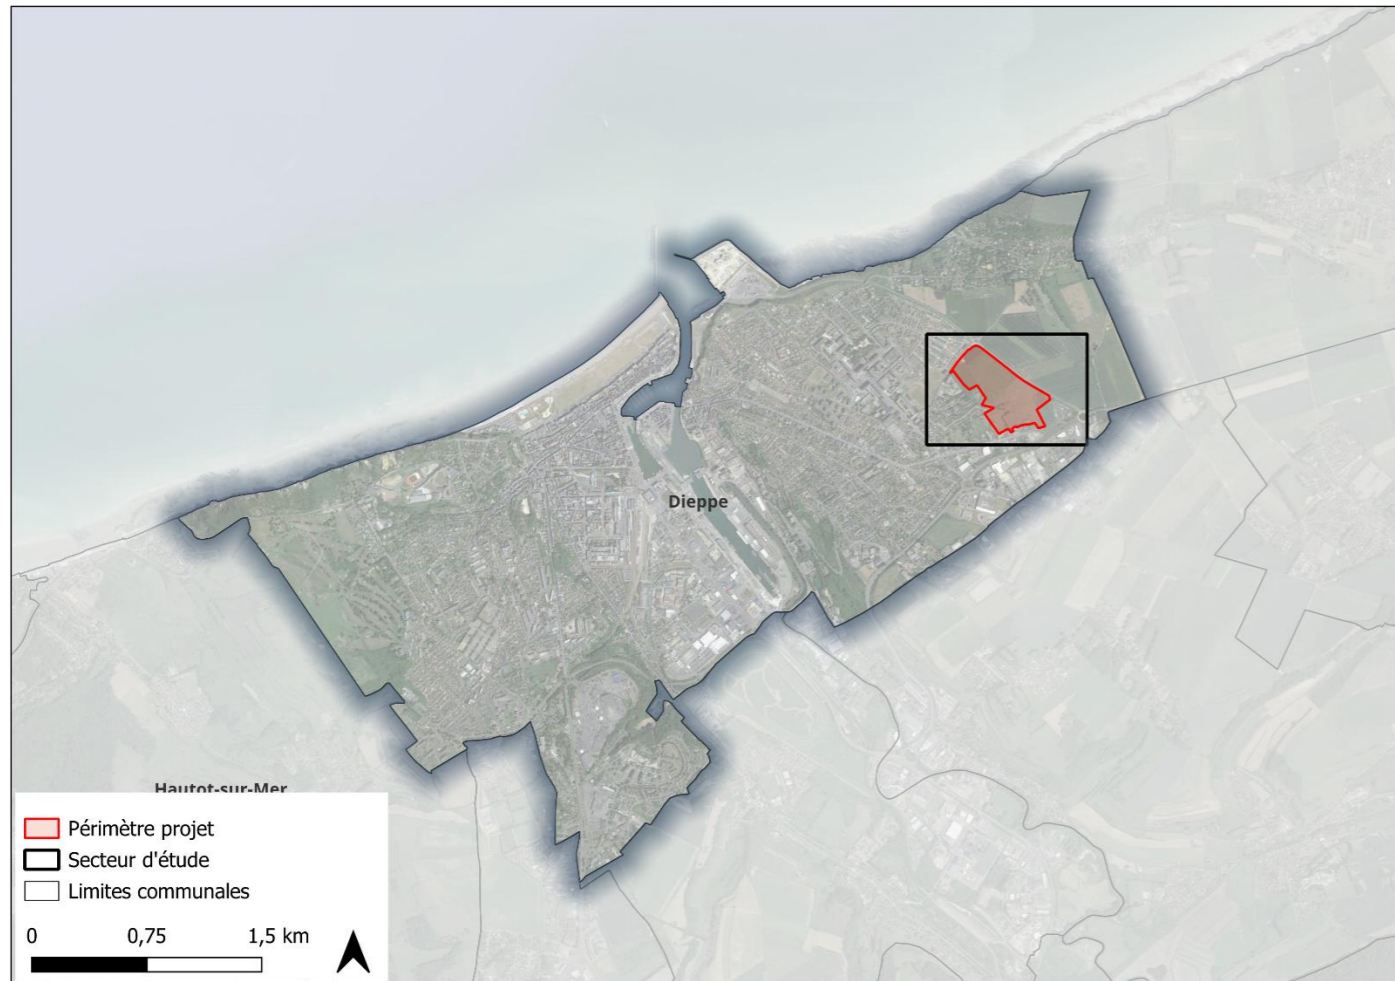 Dieppe
Hautot-sur-Mer
Périmètre projet
Secteur d'étude
Limites communales
0 0,75 1,5 km